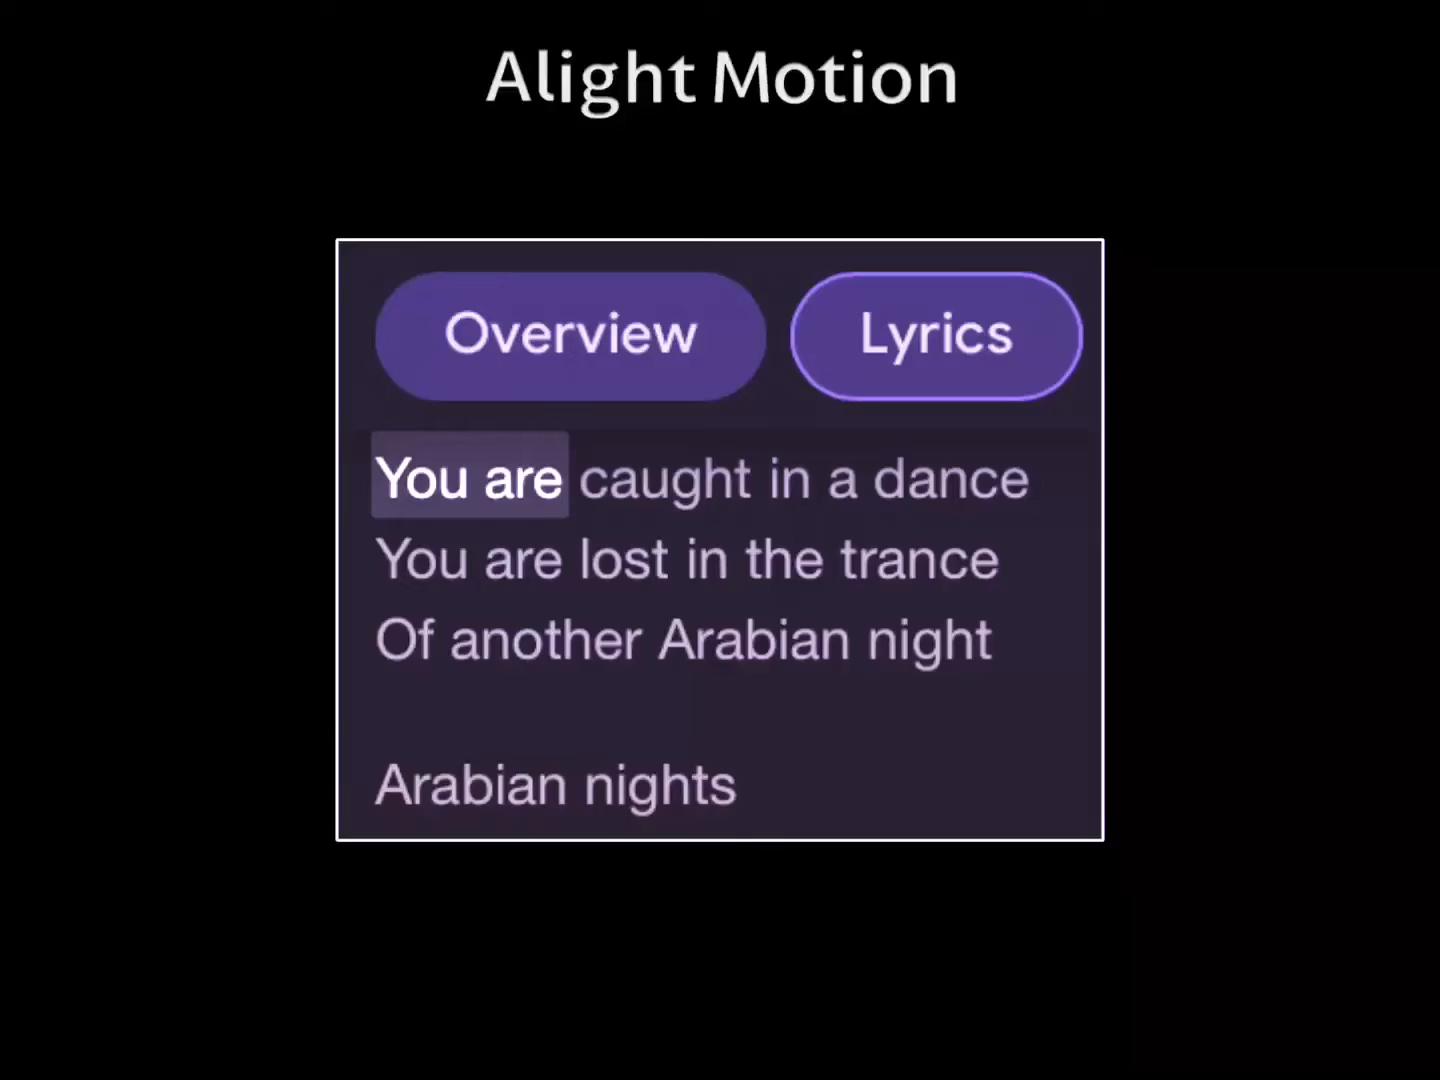 Alight Motion
Overview Lyrics
You are caught in a dance
You are lost in the trance
Of another Arabian night
Arabian nights